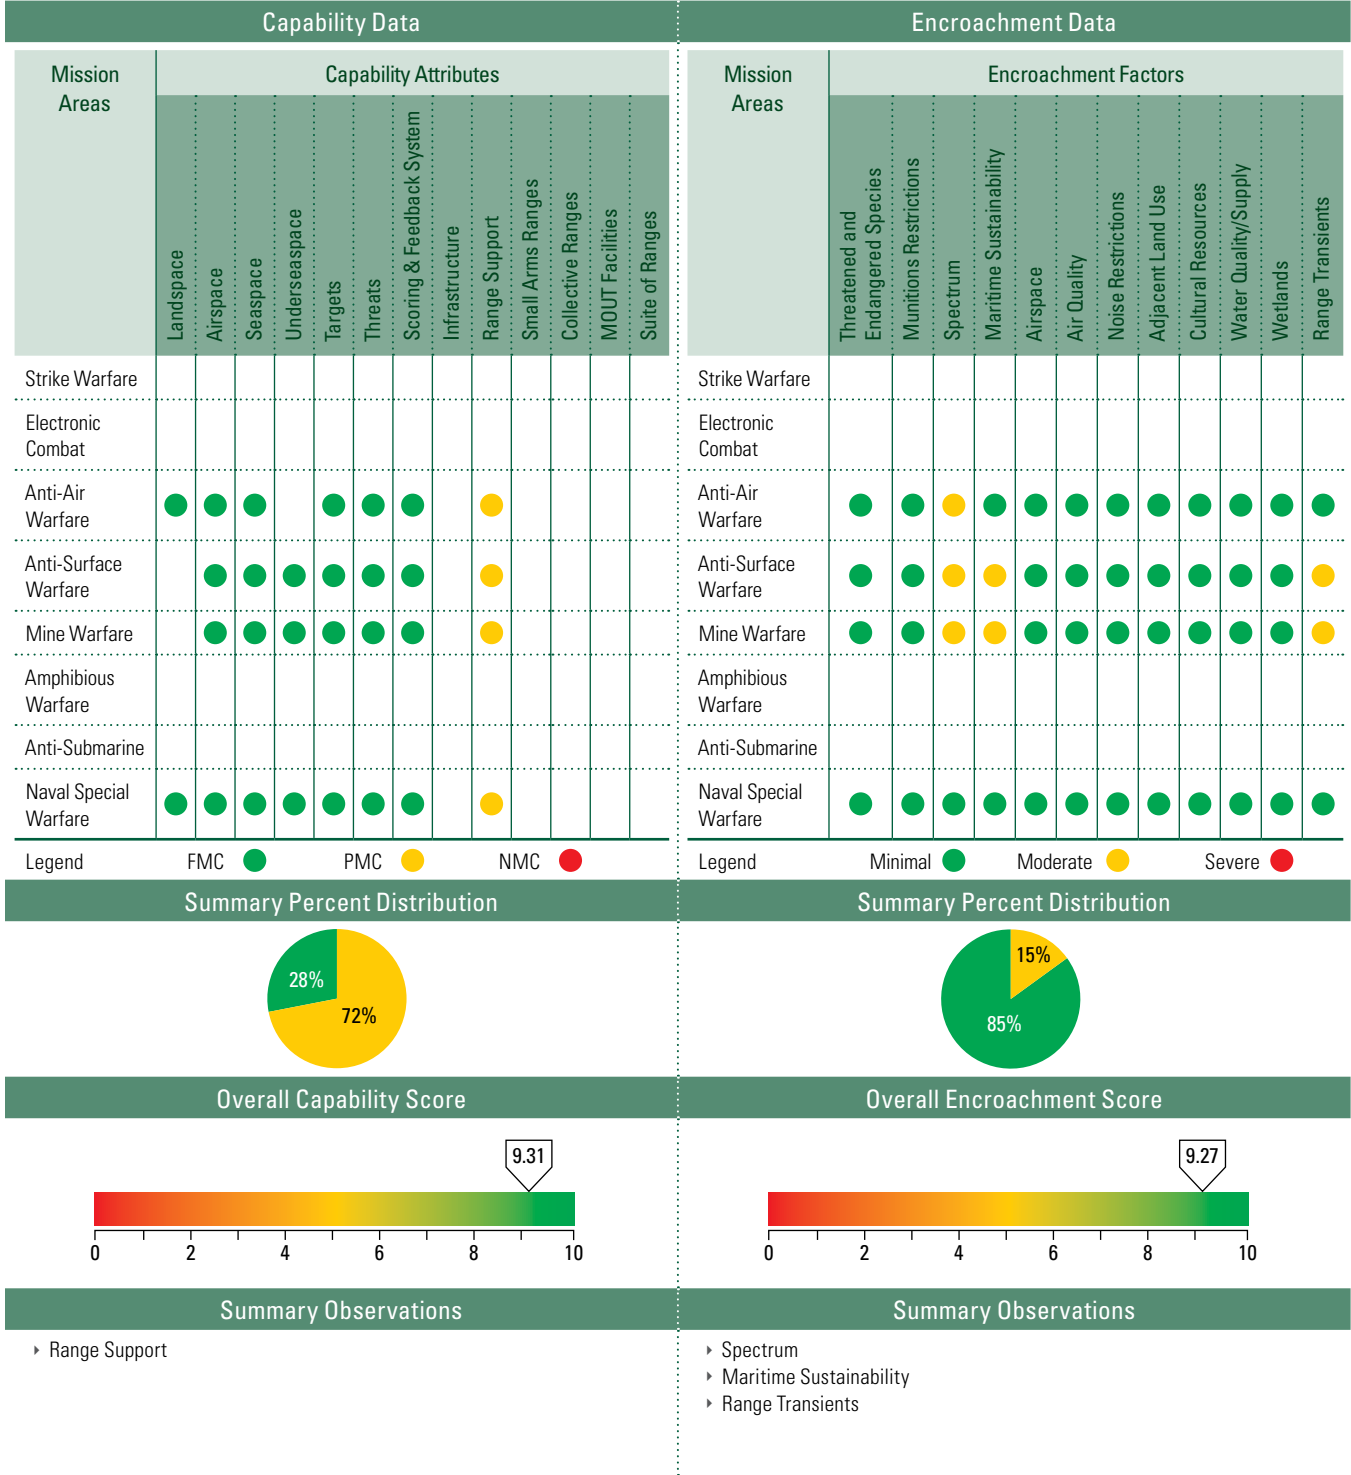 Capability Data
Mission
Areas
Capability Attributes
Landspace
Airspace
Seaspace
Underseaspace
Targets
Threats
Scoring & Feedback System
Infrastructure
Range Support
Small Arms Ranges
Collective Ranges
MOUT Facilities
Suite of Ranges
Strike Warfare
Electronic
Combat
Anti-Air
Warfare
Anti-Surface
Warfare
Mine Warfare
Amphibious
Warfare
Anti-Submarine
Naval Special
Warfare
Legend FMC PMC NMC
Summary Percent Distribution
28%
72%
Overall Capability Score
9.31
0 2 4 6 8 10
Summary Observations
‣ Range Support
Encroachment Data
Mission
Areas
Encroachment Factors
Threatened and
Endangered Species
Munitions Restrictions
Spectrum
Maritime Sustainability
Airspace
Air Quality
Noise Restrictions
Adjacent Land Use
Cultural Resources
Water Quality/Supply
Wetlands
Range Transients
Strike Warfare
Electronic
Combat
Anti-Air
Warfare
Anti-Surface
Warfare
Mine Warfare
Amphibious
Warfare
Anti-Submarine
Naval Special
Warfare
Legend Minimal Moderate Severe
Summary Percent Distribution
15%
85%
Overall Encroachment Score
9.27
0 2 4 6 8 10
Summary Observations
‣ Spectrum
‣ Maritime Sustainability
‣ Range Transients